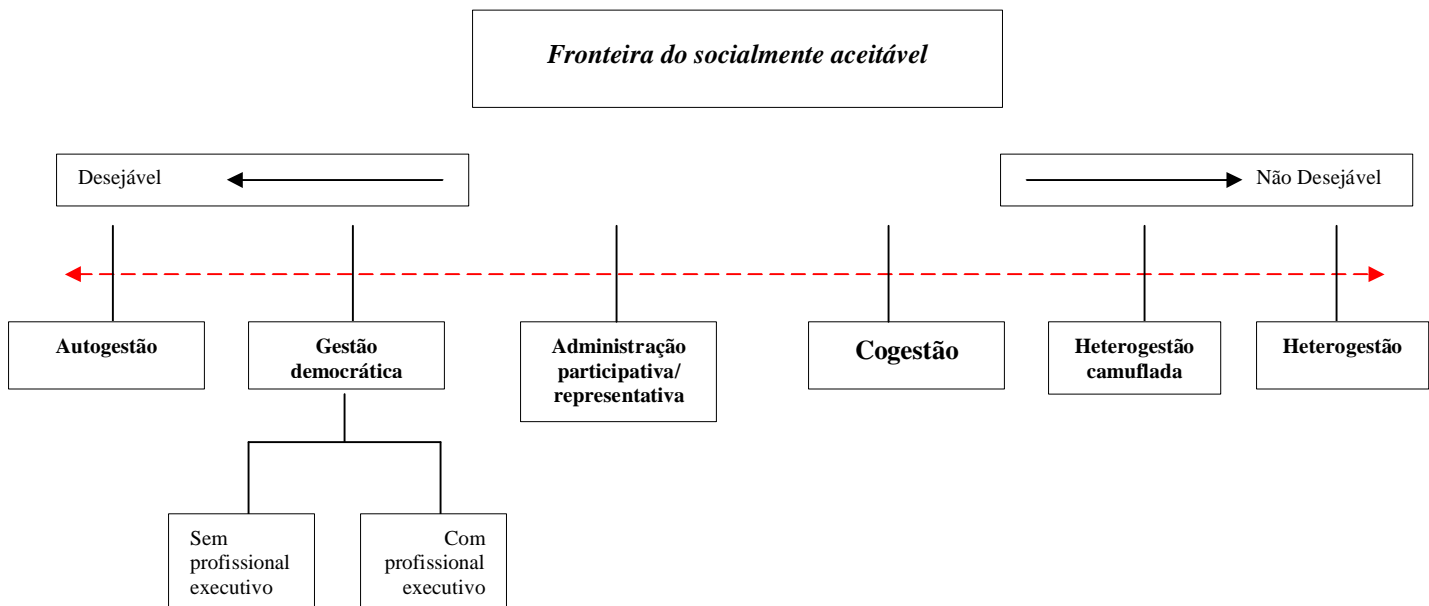 Fronteira do socialmente aceitável
Desejável
Não Desejável
Autogestão
Gestão
democrática
Administração
participativa/
representativa
Cogestão
Heterogestão
camuflada
Heterogestão
Sem
profissional
executivo
Com
profissional
executivo